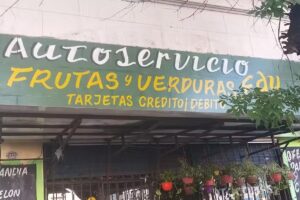 AUTOSERVICIO
FRUTAS Y VERDURAS
TARJETAS CREDITO/DEBITO